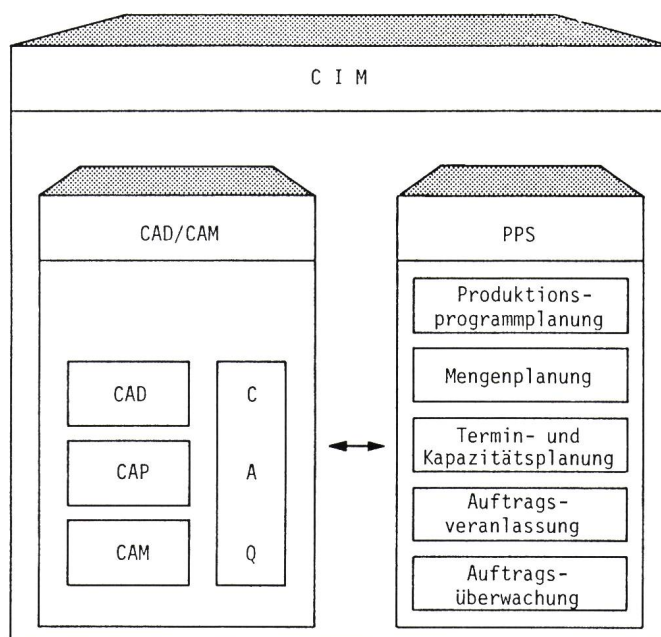 C I M
CAD/CAM
CAD
CAP
CAM
C
A
Q
PPS
Produktions-
programmplanung
Mengenplanung
Termin- und
Kapazitätsplanung
Auftrags-
veranlassung
Auftrags-
überwachung